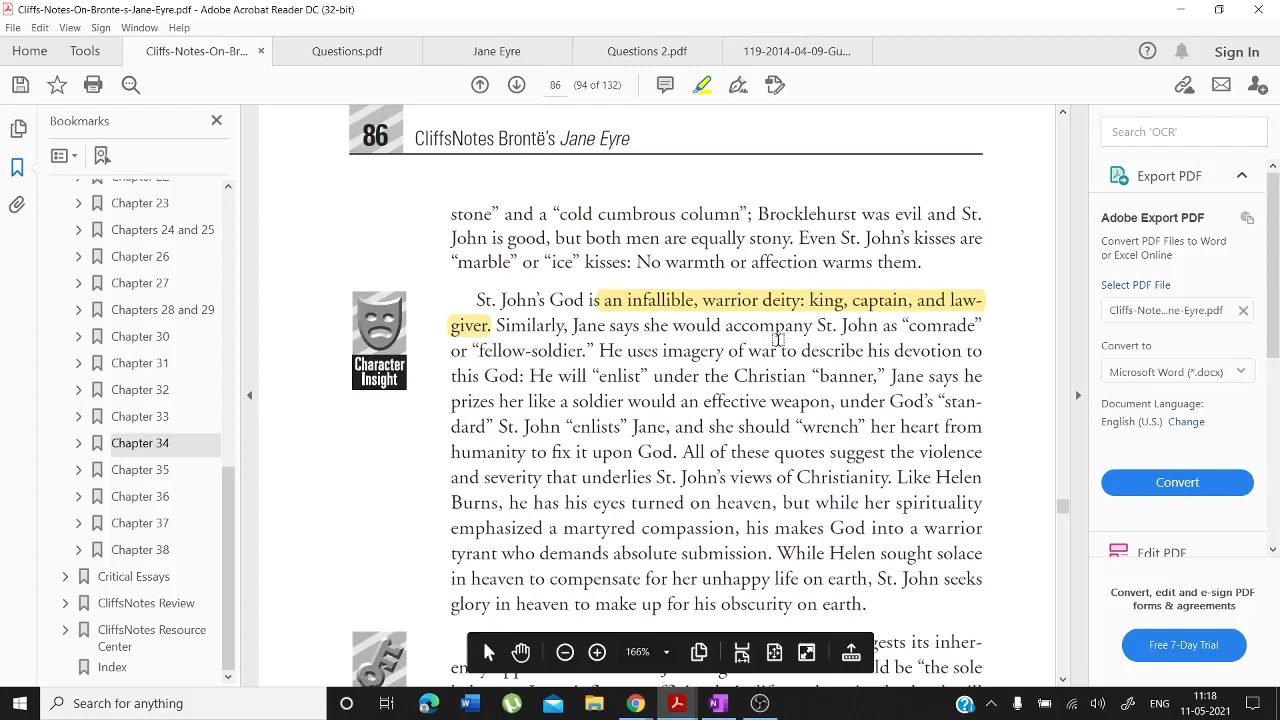 Cliffs-Notes-On-Bronte-s-Jane-Eyre.pdf - Adobe Acrobat Reader DC (32-bit)
File Edit View Sign Window Help
Home Tools Cliffs-Notes-On-Br... × Questions.pdf Jane Eyre Questions 2.pdf 119-2014-04-09-Gu... Sign In
86 (94 of 132)
Bookmarks
Chapter 22
Chapter 23
Chapters 24 and 25
Chapter 26
Chapter 27
Chapters 28 and 29
Chapter 30
Chapter 31
Chapter 32
Chapter 33
Chapter 34
Chapter 35
Chapter 36
Chapter 37
Chapter 38
Critical Essays
CliffsNotes Review
CliffsNotes Resource
Center
Index
86 CliffsNotes Brontë's Jane Eyre
stone” and a “cold cumbrous column”; Brocklehurst was evil and St.
John is good, but both men are equally stony. Even St. John’s kisses are
“marble” or “ice” kisses: No warmth or affection warms them.
Character
Insight
St. John’s God is an infallible, warrior deity: king, captain, and law-
giver. Similarly, Jane says she would accompany St. John as “comrade”
or “fellow-soldier.” He uses imagery of war to describe his devotion to
this God: He will “enlist” under the Christian “banner,” Jane says he
prizes her like a soldier would an effective weapon, under God’s “stan-
dard” St. John “enlists” Jane, and she should “wrench” her heart from
humanity to fix it upon God. All of these quotes suggest the violence
and severity that underlies St. John’s views of Christianity. Like Helen
Burns, he has his eyes turned on heaven, but while her spirituality
emphasized a martyred compassion, his makes God into a warrior
tyrant who demands absolute submission. While Helen sought solace
in heaven to compensate for her unhappy life on earth, St. John seeks
glory in heaven to make up for his obscurity on earth.
its inher-
be “the sole
166%
Search 'OCR'
Export PDF
Adobe Export PDF
Convert PDF Files to Word
or Excel Online
Select PDF File
Cliffs-Note...ne-Eyre.pdf
Convert to
Microsoft Word (*.docx)
Document Language:
English (U.S.) Change
Convert
Edit PDF
Convert, edit and e-sign PDF
forms & agreements
Free 7-Day Trial
Search for anything
ENG
11:18
11-05-2021